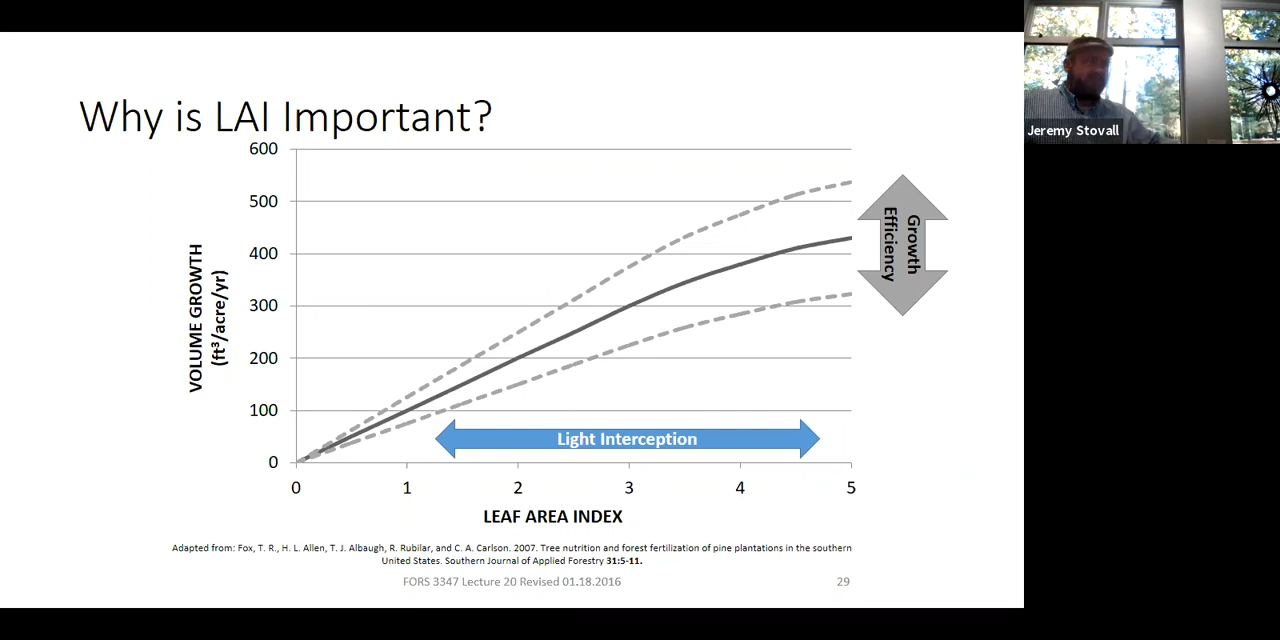 Why is LAI Important?
Jeremy Stovall
600
500
400
300
200
100
0
VOLUME GROWTH
(ft³/acre/yr)
Growth
Efficiency
Light Interception
0 1 2 3 4 5
LEAF AREA INDEX
Adapted from: Fox, T. R., H. L. Allen, T. J. Albaugh, R. Rubilar, and C. A. Carlson. 2007. Tree nutrition and forest fertilization of pine plantations in the southern
United States. Southern Journal of Applied Forestry 31:5-11.
FORS 3347 Lecture 20 Revised 01.18.2016
29